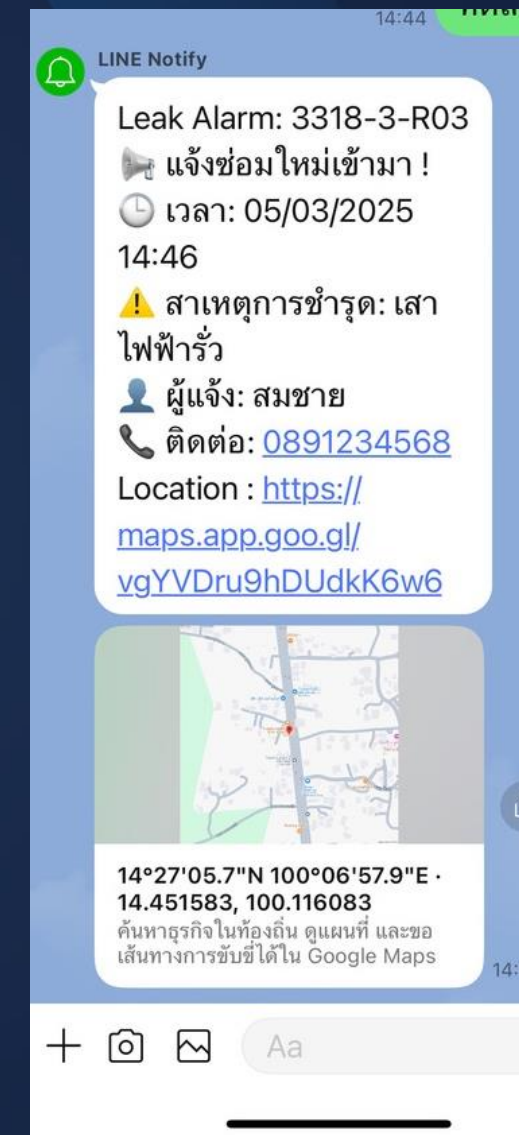 14:44
LINE Notify
Leak Alarm: 3318-3-R03
📢 แจ้งซ่อมใหม่เข้ามา !
🕒 เวลา: 05/03/2025
14:46
⚠️ สาเหตุการชำรุด: เสา
ไฟฟ้ารั่ว
👤 ผู้แจ้ง: สมชาย
📞 ติดต่อ: 0891234568
Location : https://
maps.app.goo.gl/
vgYVDru9hDUdkK6w6
14°27'05.7"N 100°06'57.9"E ·
14.451583, 100.116083
ค้นหาธุรกิจในท้องถิ่น ดูแผนที่ และขอ
เส้นทางการขับขี่ได้ใน Google Maps
14:
Aa